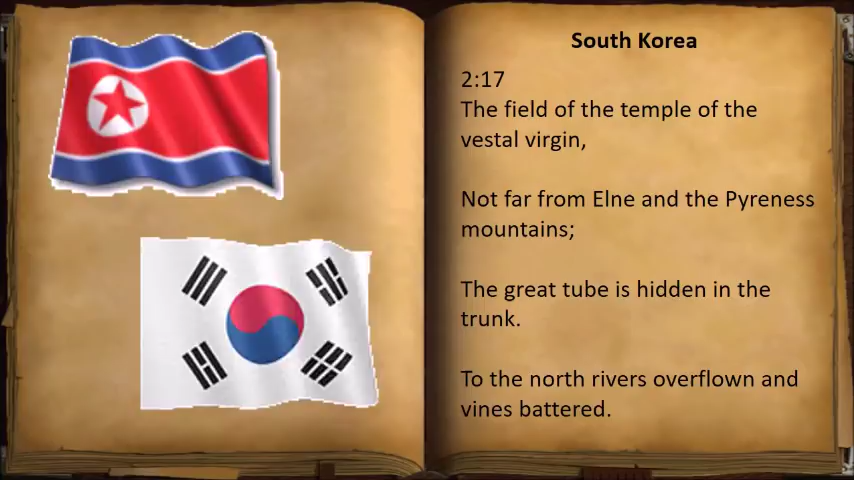 South Korea
2:17
The field of the temple of the
vestal virgin,
Not far from Elne and the Pyreness
mountains;
The great tube is hidden in the
trunk.
To the north rivers overflown and
vines battered.